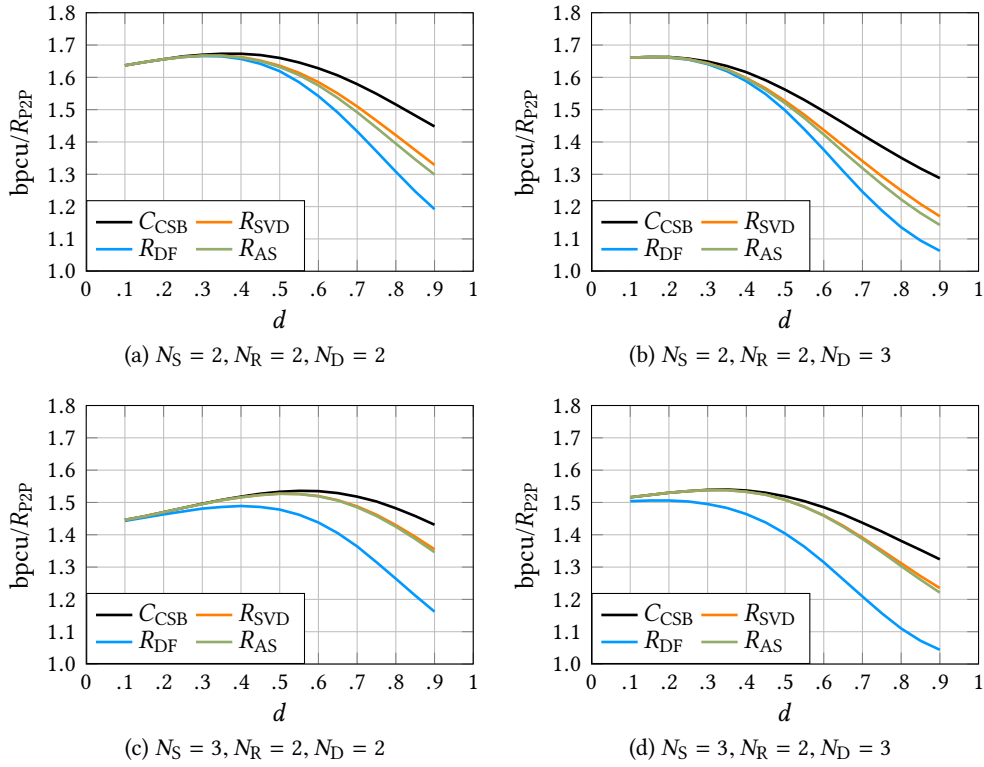 1.8
1.7
1.6
1.5
1.4
1.3
1.2
1.1
1.0
bpcu/R_P2P
C_CSB R_SVD
R_DF R_AS
0 .1 .2 .3 .4 .5 .6 .7 .8 .9 1
d
(a) N_S = 2, N_R = 2, N_D = 2
1.8
1.7
1.6
1.5
1.4
1.3
1.2
1.1
1.0
bpcu/R_P2P
C_CSB R_SVD
R_DF R_AS
0 .1 .2 .3 .4 .5 .6 .7 .8 .9 1
d
(b) N_S = 2, N_R = 2, N_D = 3
1.8
1.7
1.6
1.5
1.4
1.3
1.2
1.1
1.0
bpcu/R_P2P
C_CSB R_SVD
R_DF R_AS
0 .1 .2 .3 .4 .5 .6 .7 .8 .9 1
d
(c) N_S = 3, N_R = 2, N_D = 2
1.8
1.7
1.6
1.5
1.4
1.3
1.2
1.1
1.0
bpcu/R_P2P
C_CSB R_SVD
R_DF R_AS
0 .1 .2 .3 .4 .5 .6 .7 .8 .9 1
d
(d) N_S = 3, N_R = 2, N_D = 3